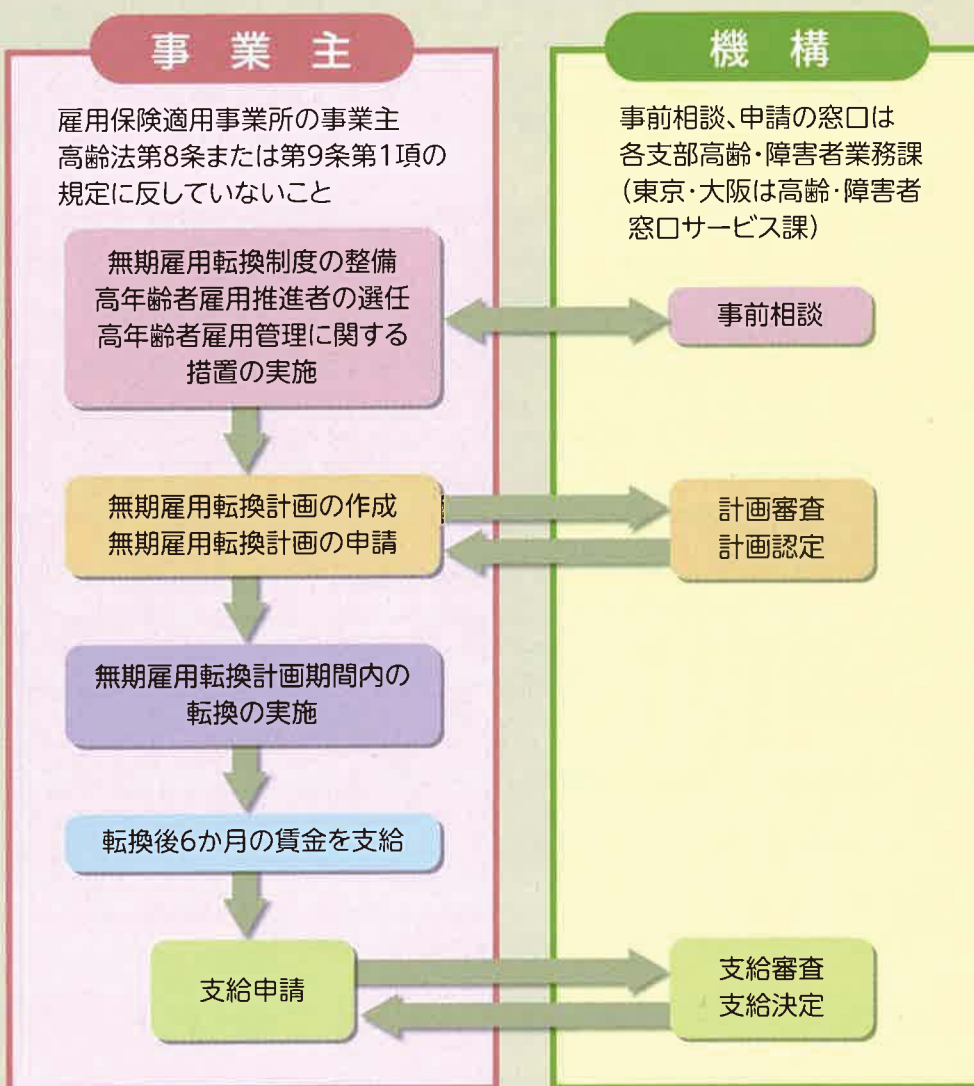 事業主
雇用保険適用事業所の事業主
高齢法第8条または第9条第1項の
規定に反していないこと
無期雇用転換制度の整備
高年齢者雇用推進者の選任
高年齢者雇用管理に関する
措置の実施
無期雇用転換計画の作成
無期雇用転換計画の申請
無期雇用転換計画期間内の
転換の実施
転換後6か月の賃金を支給
支給申請
機構
事前相談、申請の窓口は
各支部高齢・障害者業務課
(東京・大阪は高齢・障害者
窓口サービス課)
事前相談
計画審査
計画認定
支給審査
支給決定